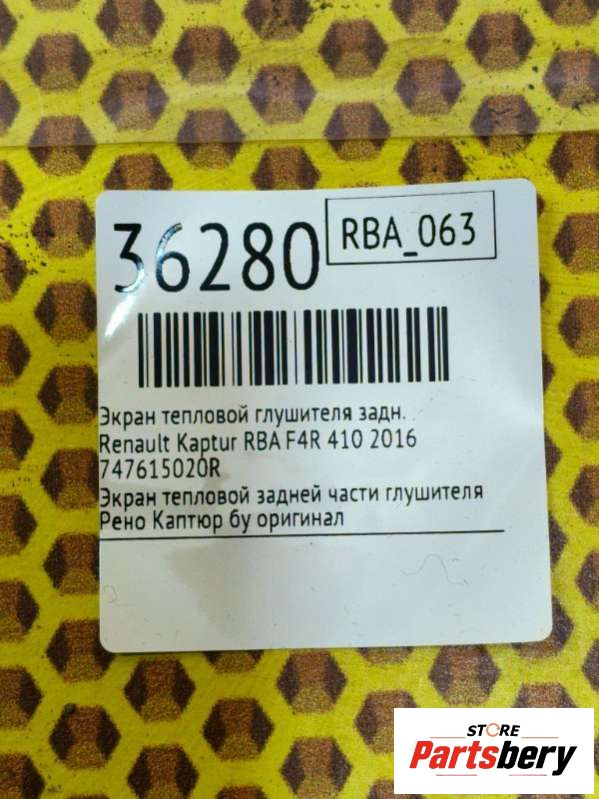 36280
RBA_063
Экран тепловой глушителя задн.
Renault Kaptur RBA F4R 410 2016
747615020R
Экран тепловой задней части глушителя
Рено Каптюр бу оригинал
STORE
Partsbery